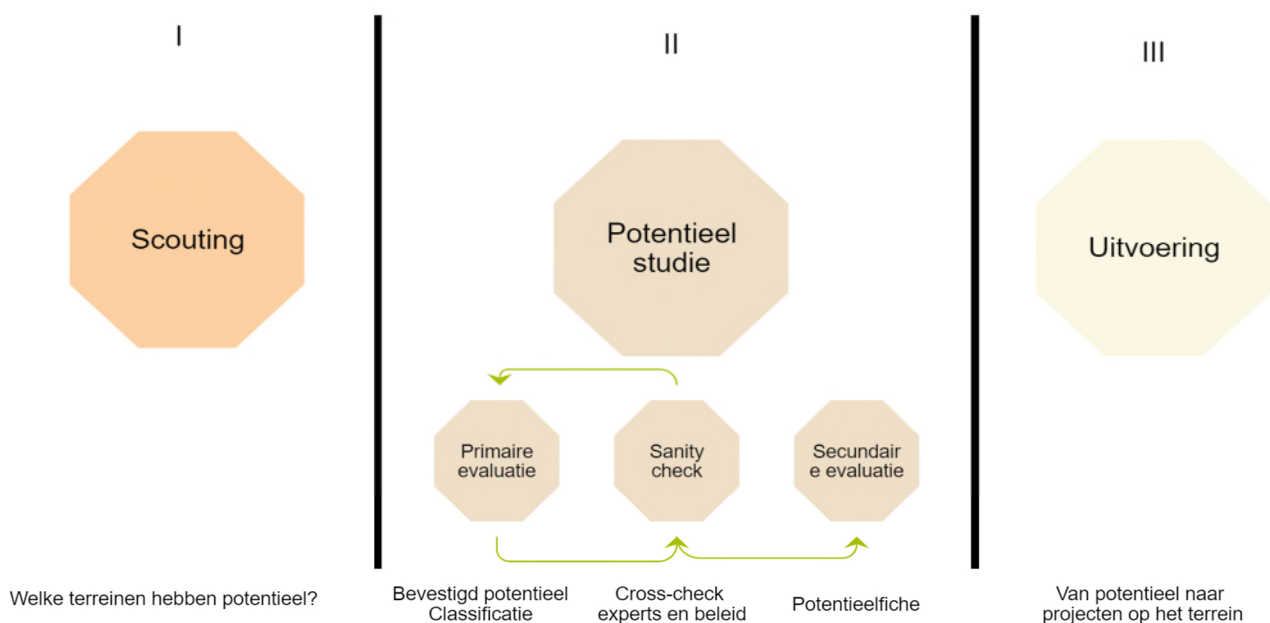 I
II
III
Scouting
Potentieel
studie
Uitvoering
Primaire
evaluatie
Sanity
check
Secundair
e evaluatie
Welke terreinen hebben potentieel?
Bevestigd potentieel
Classificatie
Cross-check
experts en beleid
Potentieelfiche
Van potentieel naar
projecten op het terrein